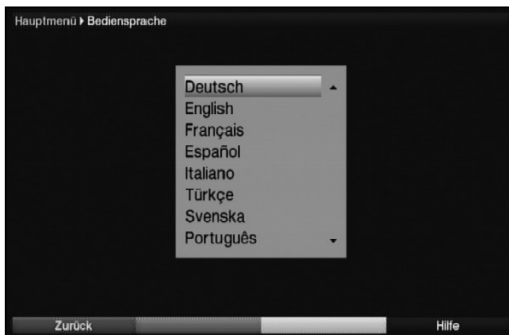 Hauptmenü ▸ Bediensprache
Deutsch
English
Français
Español
Italiano
Türkçe
Svenska
Português
Zurück Hilfe